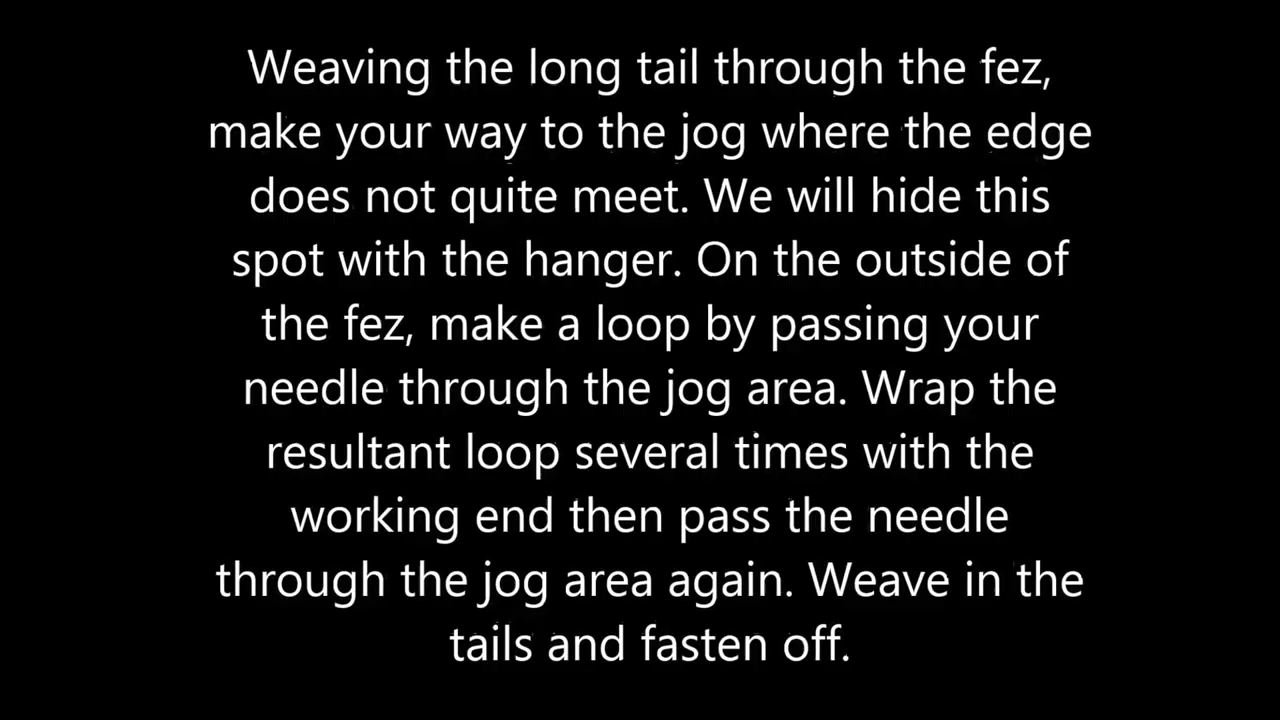 Weaving the long tail through the fez,
make your way to the jog where the edge
does not quite meet. We will hide this
spot with the hanger. On the outside of
the fez, make a loop by passing your
needle through the jog area. Wrap the
resultant loop several times with the
working end then pass the needle
through the jog area again. Weave in the
tails and fasten off.